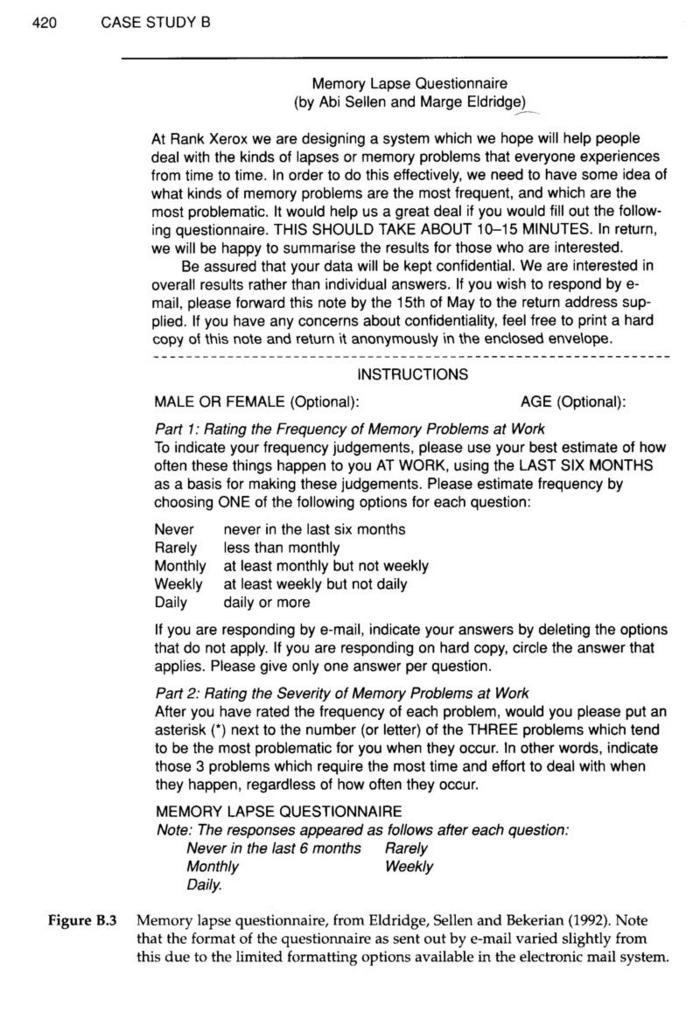 420 CASE STUDY B
Memory Lapse Questionnaire
(by Abi Sellen and Marge Eldridge)
At Rank Xerox we are designing a system which we hope will help people
deal with the kinds of lapses or memory problems that everyone experiences
from time to time. In order to do this effectively, we need to have some idea of
what kinds of memory problems are the most frequent, and which are the
most problematic. It would help us a great deal if you would fill out the follow-
ing questionnaire. THIS SHOULD TAKE ABOUT 10–15 MINUTES. In return,
we will be happy to summarise the results for those who are interested.
Be assured that your data will be kept confidential. We are interested in
overall results rather than individual answers. If you wish to respond by e-
mail, please forward this note by the 15th of May to the return address sup-
plied. If you have any concerns about confidentiality, feel free to print a hard
copy of this note and return it anonymously in the enclosed envelope.
INSTRUCTIONS
MALE OR FEMALE (Optional): AGE (Optional):
Part 1: Rating the Frequency of Memory Problems at Work
To indicate your frequency judgements, please use your best estimate of how
often these things happen to you AT WORK, using the LAST SIX MONTHS
as a basis for making these judgements. Please estimate frequency by
choosing ONE of the following options for each question:
Never never in the last six months
Rarely less than monthly
Monthly at least monthly but not weekly
Weekly at least weekly but not daily
Daily daily or more
If you are responding by e-mail, indicate your answers by deleting the options
that do not apply. If you are responding on hard copy, circle the answer that
applies. Please give only one answer per question.
Part 2: Rating the Severity of Memory Problems at Work
After you have rated the frequency of each problem, would you please put an
asterisk (*) next to the number (or letter) of the THREE problems which tend
to be the most problematic for you when they occur. In other words, indicate
those 3 problems which require the most time and effort to deal with when
they happen, regardless of how often they occur.
MEMORY LAPSE QUESTIONNAIRE
Note: The responses appeared as follows after each question:
Never in the last 6 months Rarely
Monthly Weekly
Daily.
Figure B.3 Memory lapse questionnaire, from Eldridge, Sellen and Bekerian (1992). Note
that the format of the questionnaire as sent out by e-mail varied slightly from
this due to the limited formatting options available in the electronic mail system.